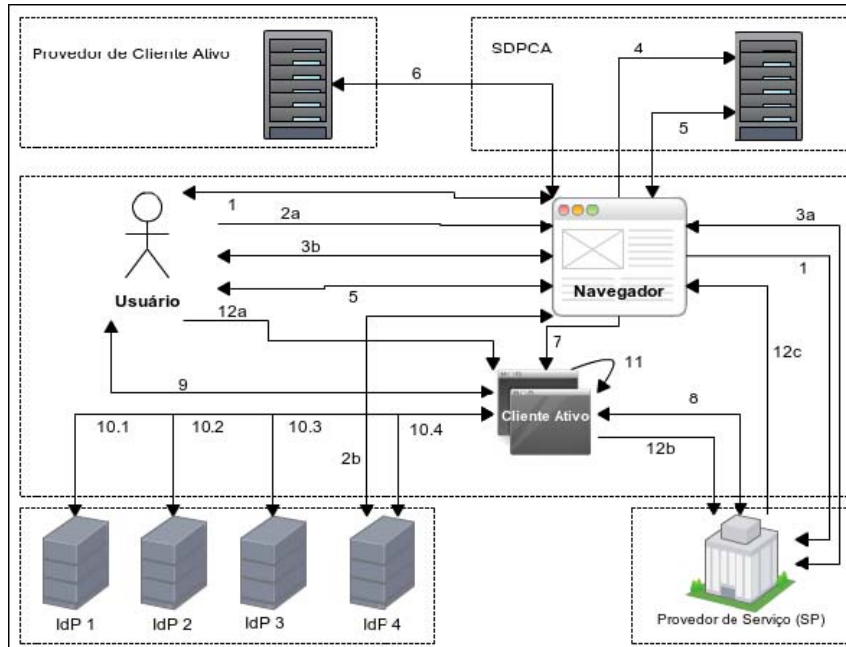 Provedor de Cliente Ativo
SDPCA
4
6
5
1
2a
3b
5
Usuário
12a
Navegador
3a
1
12c
7
11
9
Cliente Ativo
8
10.1
10.2
10.3
10.4
2b
12b
IdP 1
IdP 2
IdP 3
IdP 4
Provedor de Serviço (SP)